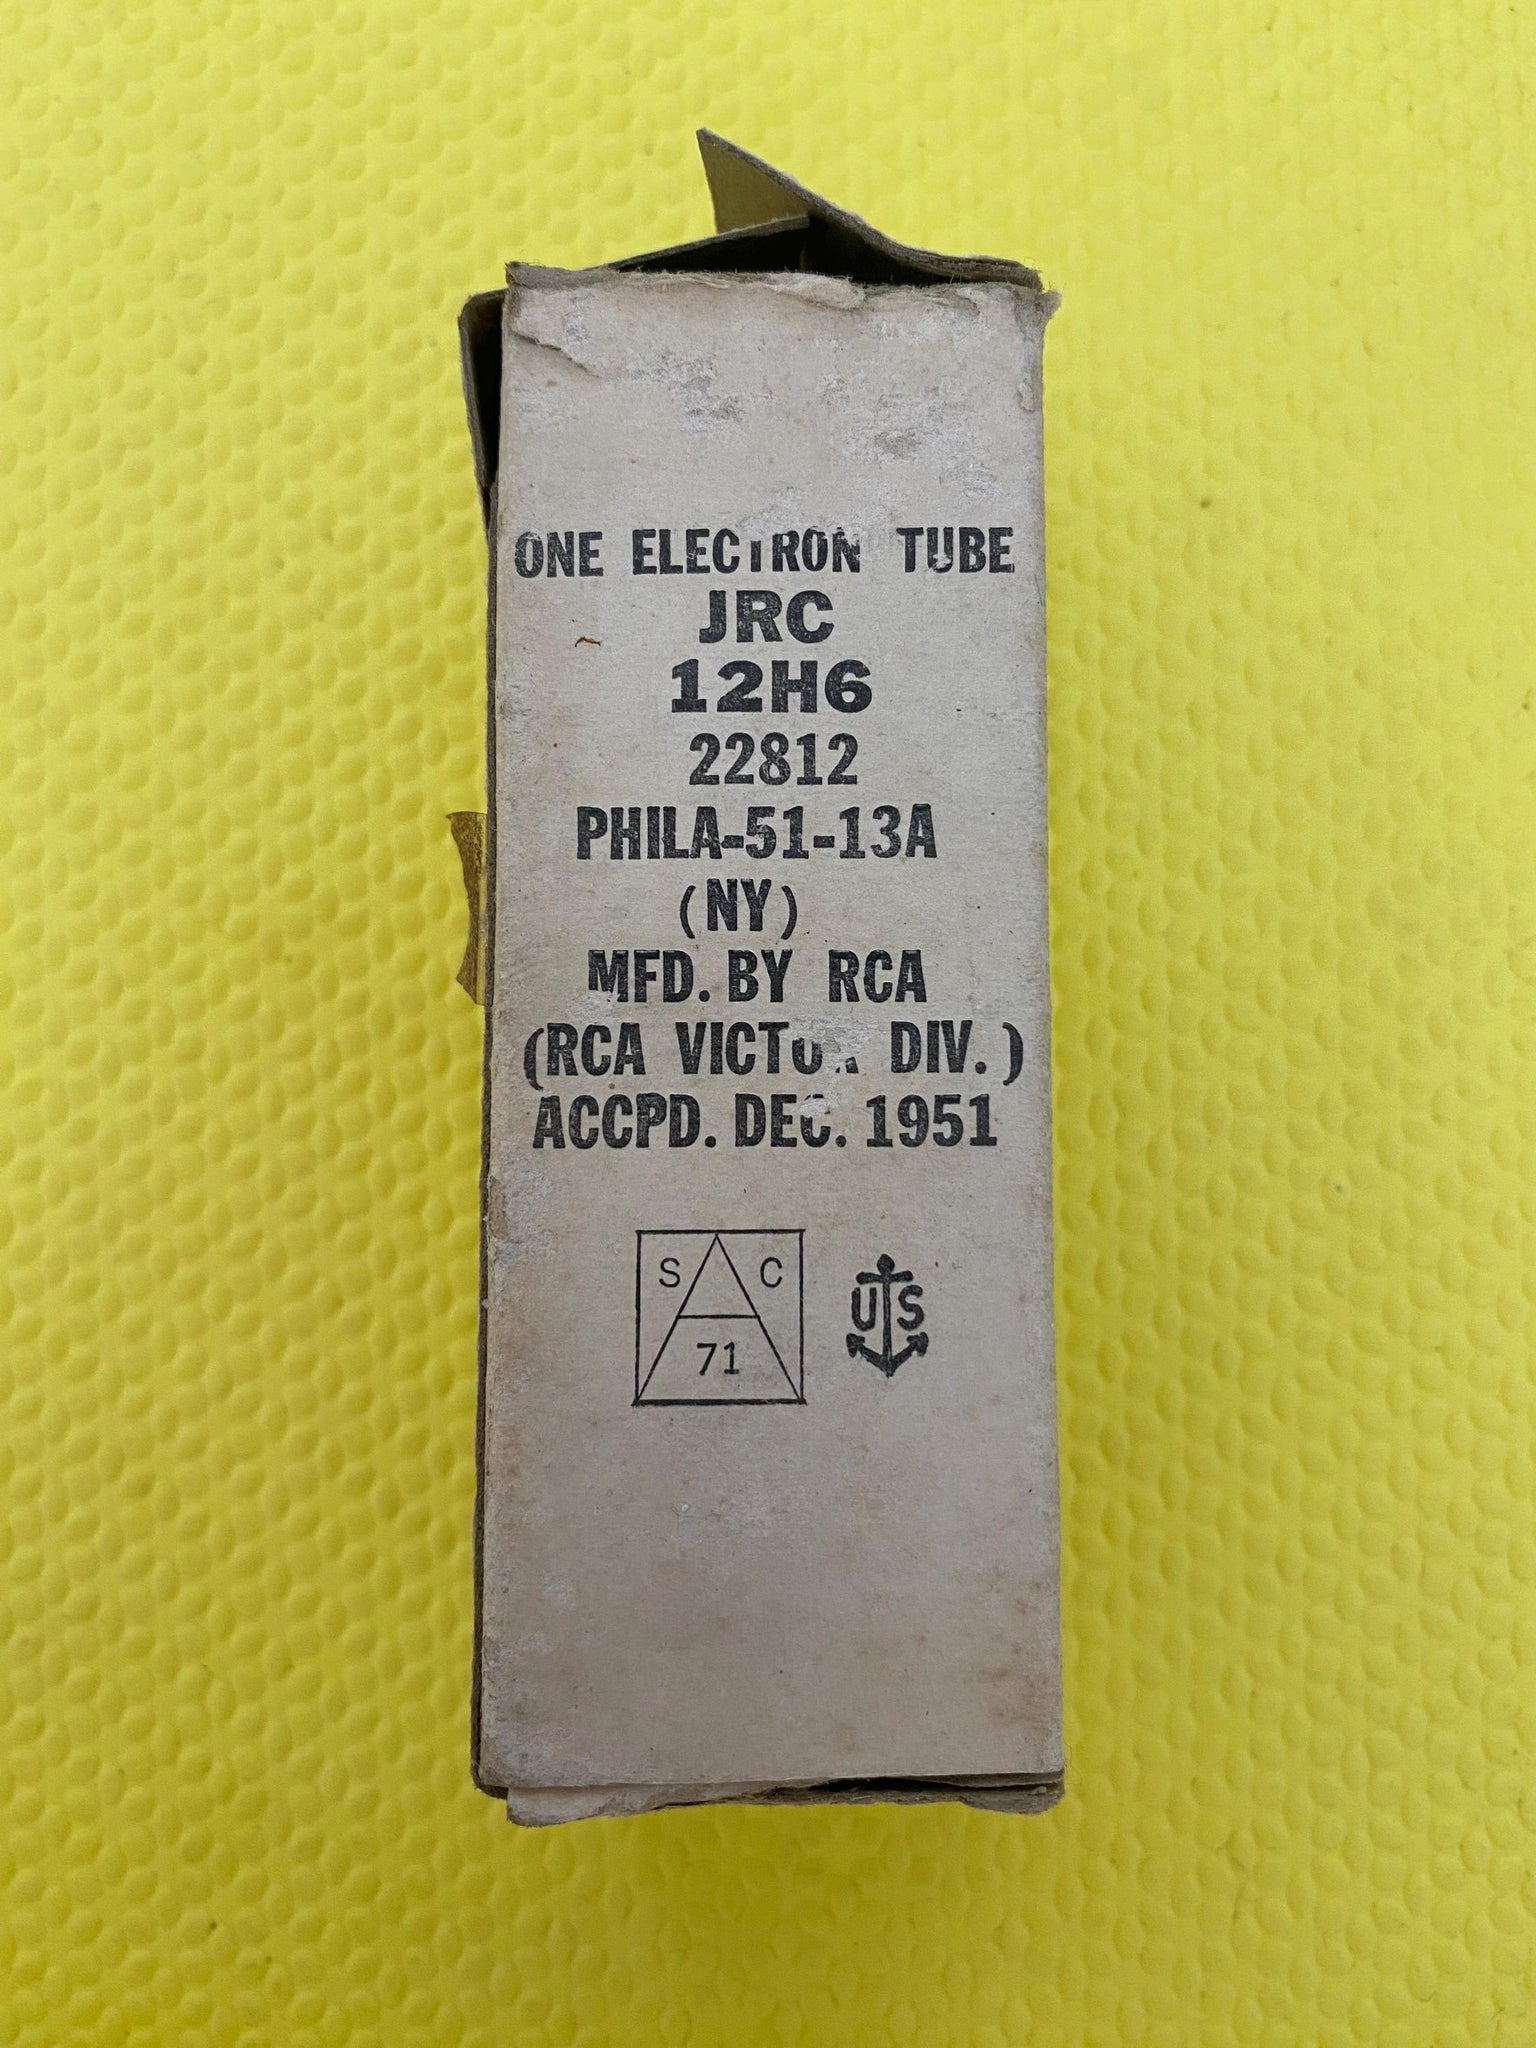 ONE ELECTRON TUBE
JRC
12H6
22812
PHILA-51-13A
(NY)
MFD. BY RCA
(RCA VICTOR DIV.)
ACCPD. DEC. 1951
S A C
71
US